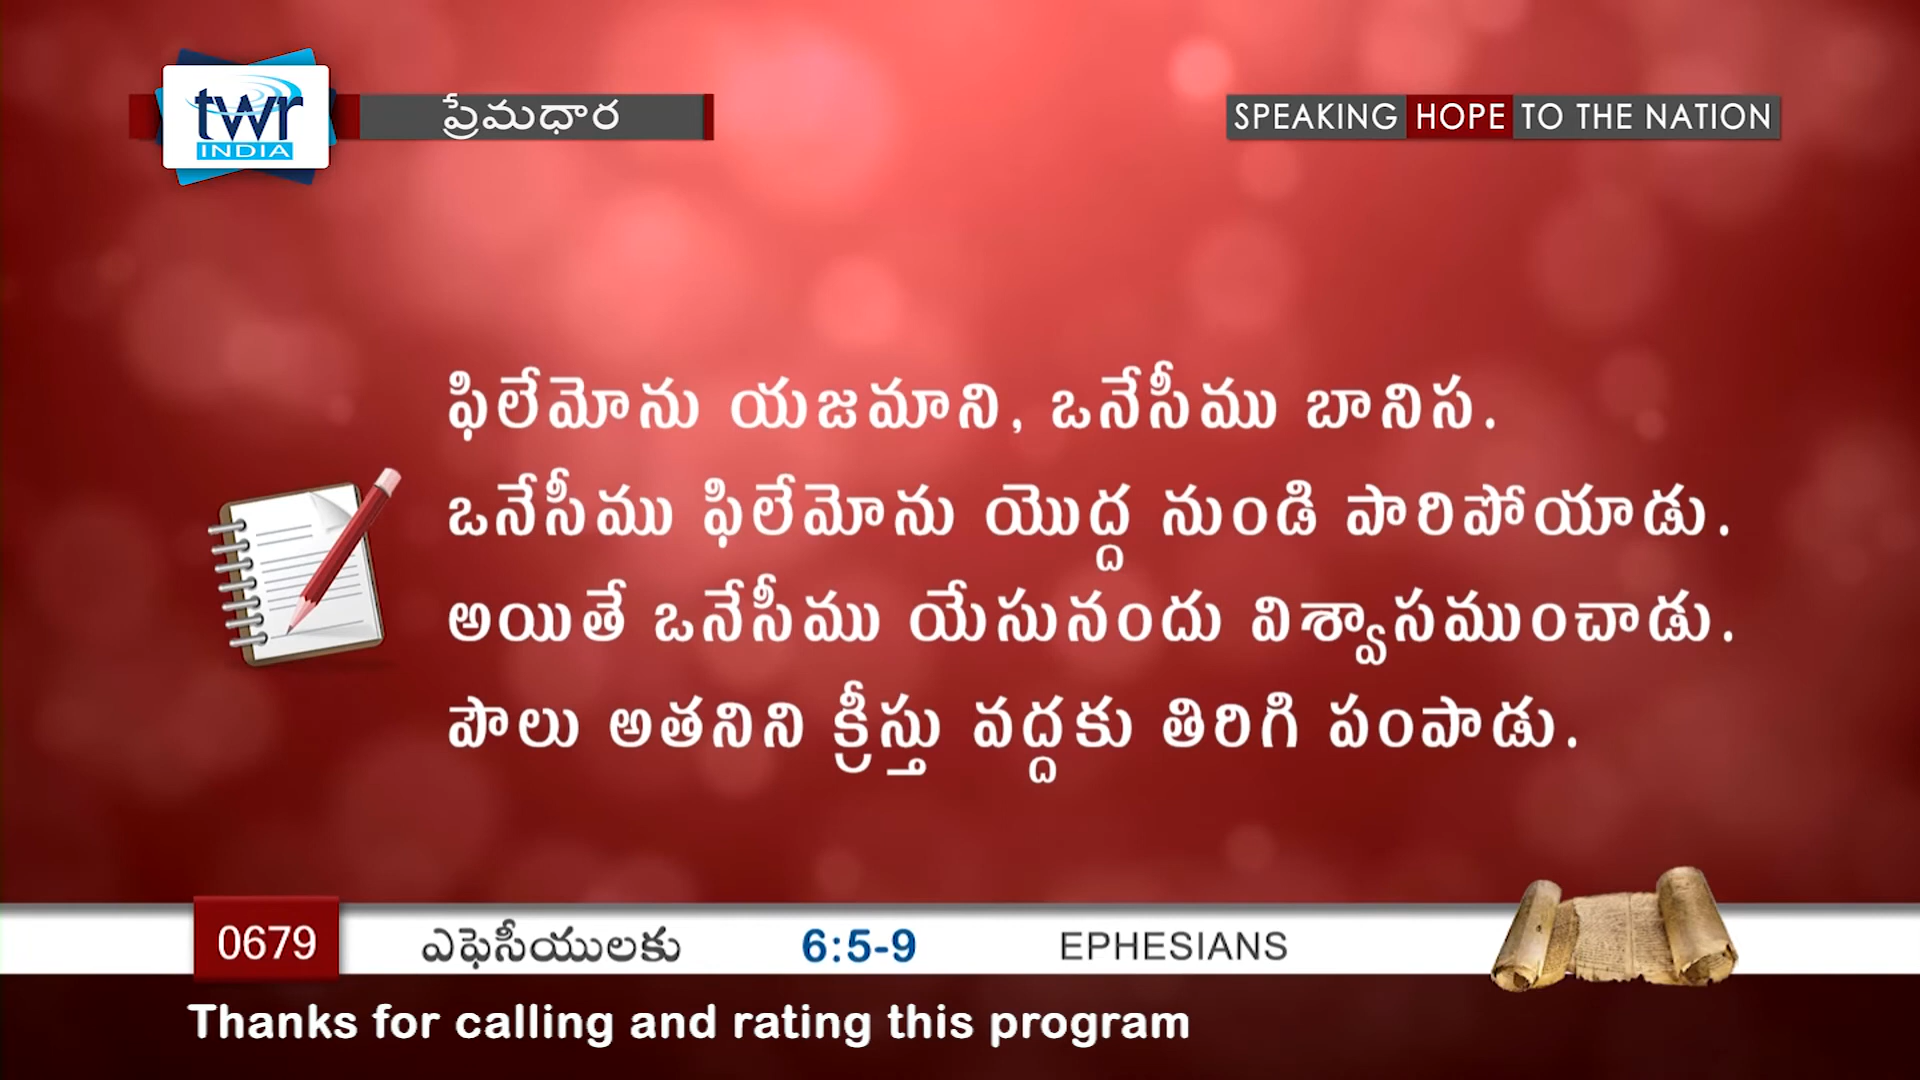 twr
INDIA
ప్రేమధార
SPEAKING HOPE TO THE NATION
ఫిలేమోను యజమాని, ఒనేసీము బానిస.
ఒనేసీము ఫిలేమోను యొద్ద నుండి పారిపోయాడు.
అయితే ఒనేసీము యేసునందు విశ్వాసముంచాడు.
పౌలు అతనిని క్రీస్తు వద్దకు తిరిగి పంపాడు.
0679 ఎఫెసీయులకు 6:5-9 EPHESIANS
Thanks for calling and rating this program